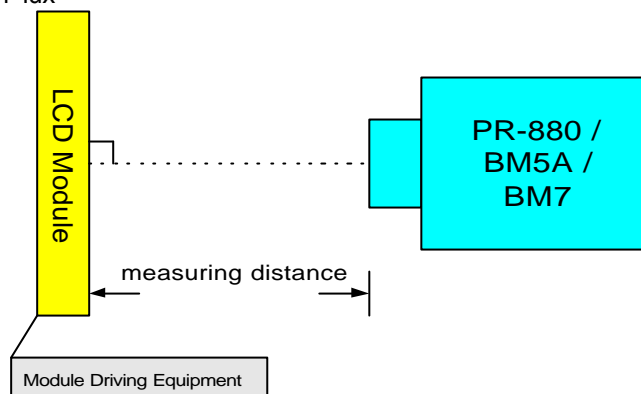 LCD Module
PR-880 /
BM5A /
BM7
measuring distance
Module Driving Equipment